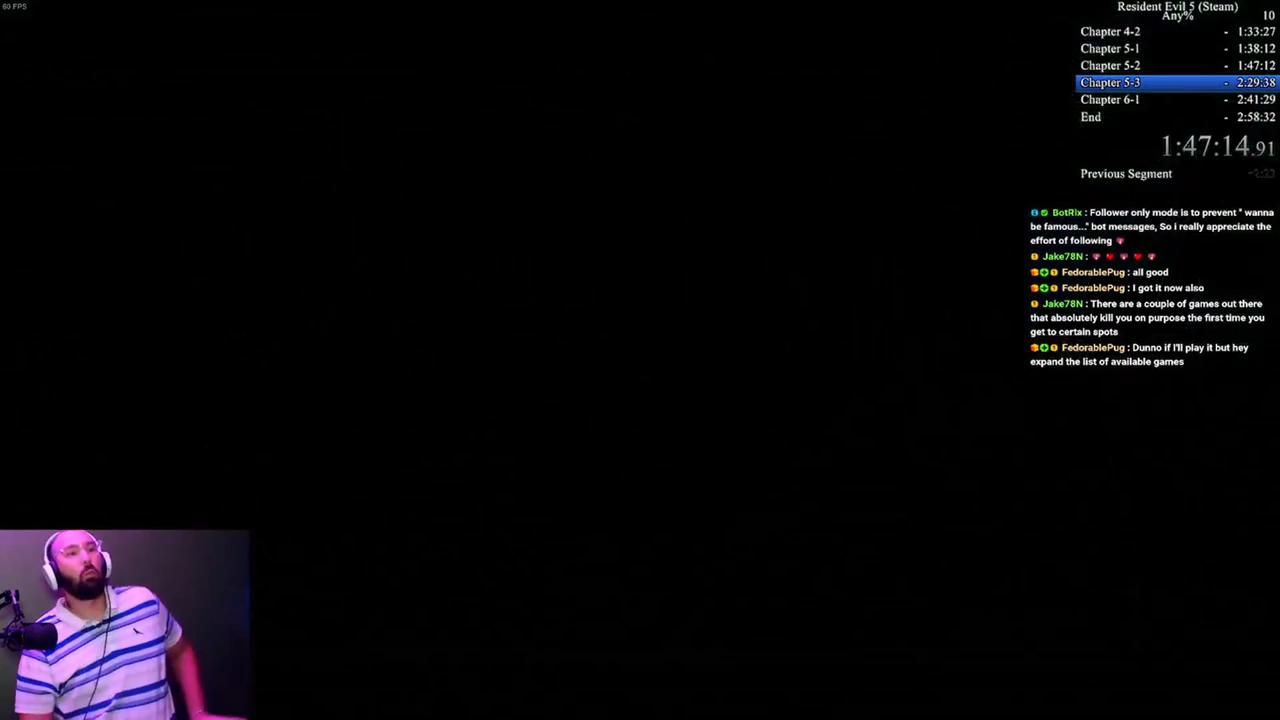 60 FPS
Resident Evil 5 (Steam)
Any% 10
Chapter 4-2 - 1:33:27
Chapter 5-1 - 1:38:12
Chapter 5-2 - 1:47:12
Chapter 5-3 - 2:29:38
Chapter 6-1 - 2:41:29
End - 2:58:32
1:47:14.91
Previous Segment -2:23
BotRix : Follower only mode is to prevent " wanna
be famous..." bot messages, So i really appreciate the
effort of following
Jake78N :
FedorablePug : all good
FedorablePug : I got it now also
Jake78N : There are a couple of games out there
that absolutely kill you on purpose the first time you
get to certain spots
FedorablePug : Dunno if I'll play it but hey
expand the list of available games